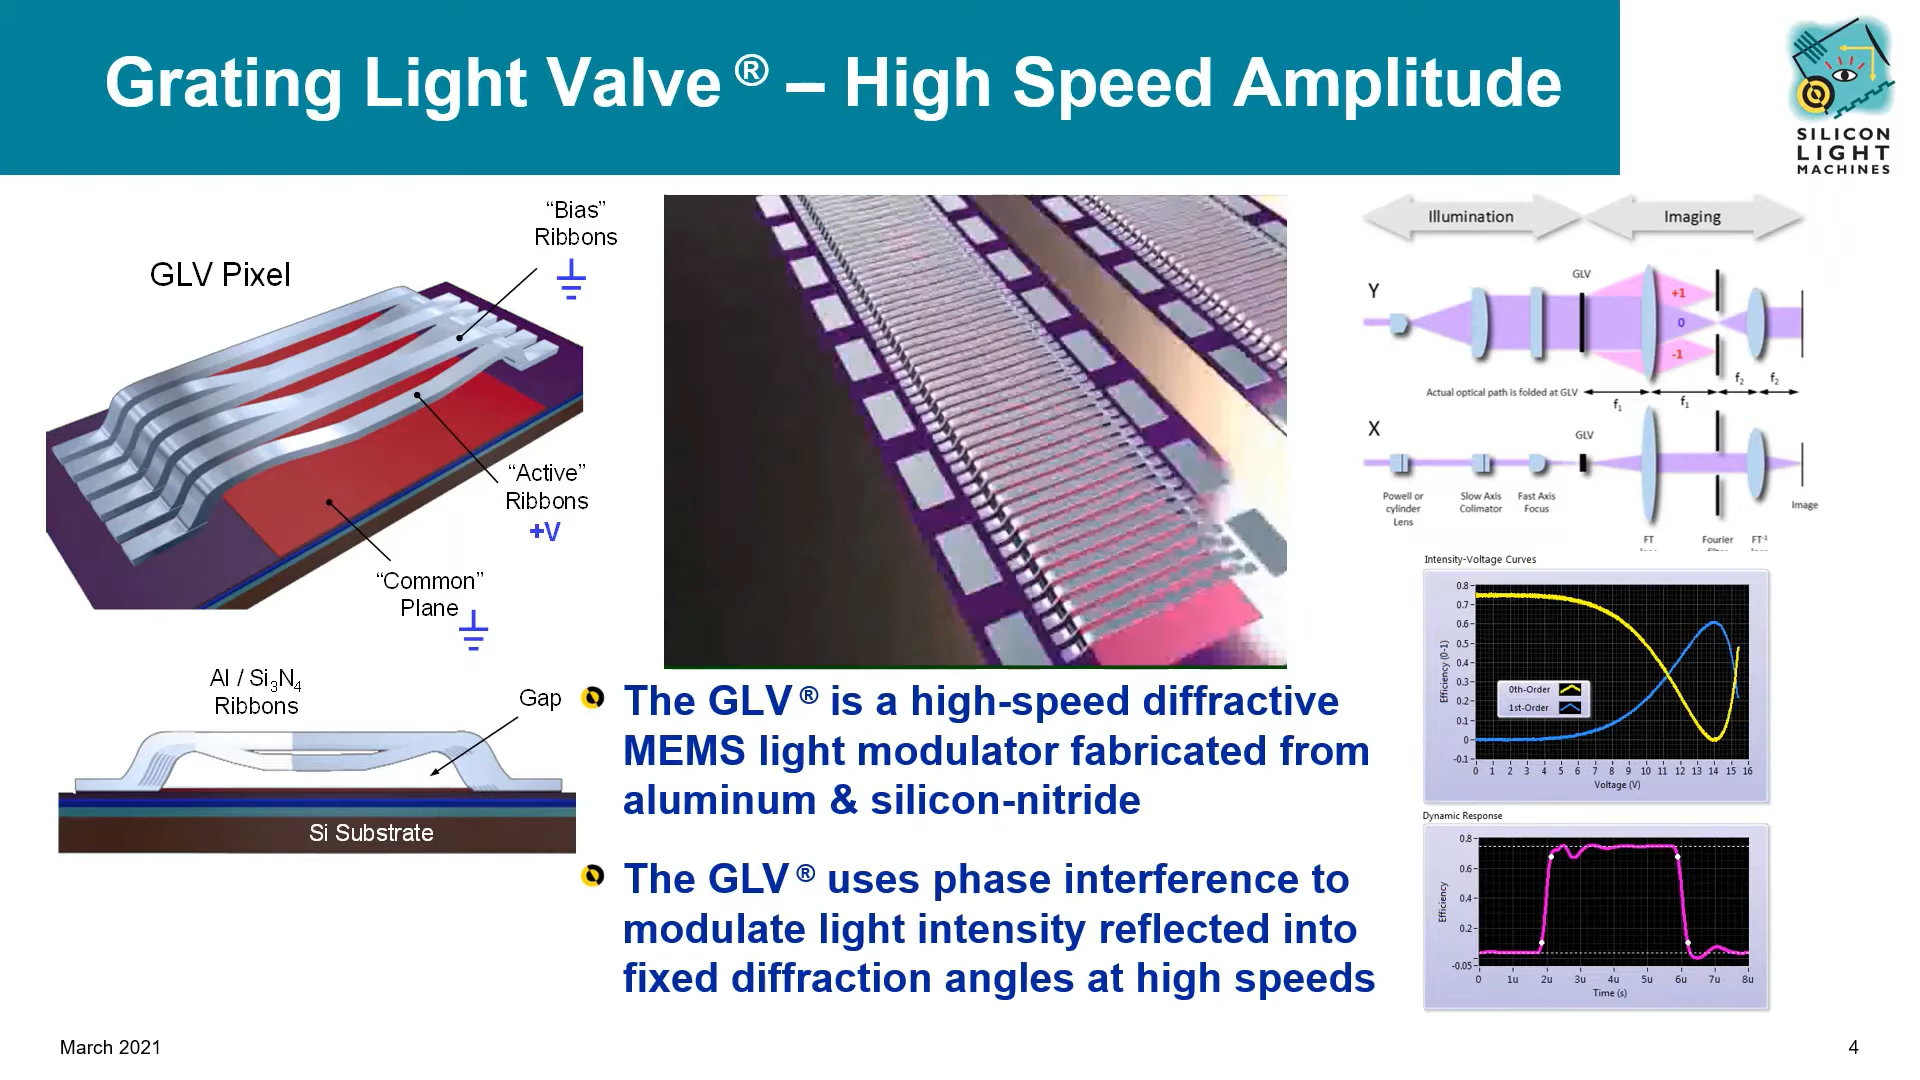 Grating Light Valve ® – High Speed Amplitude
SILICON
LIGHT
MACHINES
“Bias”
Ribbons
GLV Pixel
“Active”
Ribbons
+V
“Common”
Plane
Al / Si3N4
Ribbons
Gap
Si Substrate
The GLV ® is a high-speed diffractive
MEMS light modulator fabricated from
aluminum & silicon-nitride
The GLV ® uses phase interference to
modulate light intensity reflected into
fixed diffraction angles at high speeds
Illumination
Imaging
GLV
Y
+1
0
-1
f2
f2
Actual optical path is folded at GLV
f1
f1
X
GLV
Powell or
cylinder
Lens
Slow Axis
Colimator
Fast Axis
Focus
Image
FT
Fourier
FT-1
Intensity-Voltage Curves
0.8
0.7
0.6
0.5
0.4
0.3
0.2
0.1
0
-0.1
Efficiency (0-1)
0th-Order
1st-Order
0 1 2 3 4 5 6 7 8 9 10 11 12 13 14 15 16
Voltage (V)
Dynamic Response
0.8
0.6
0.4
0.2
-0.05
Efficiency
0 1u 2u 3u 4u 5u 6u 7u 8u
Time (s)
March 2021
4